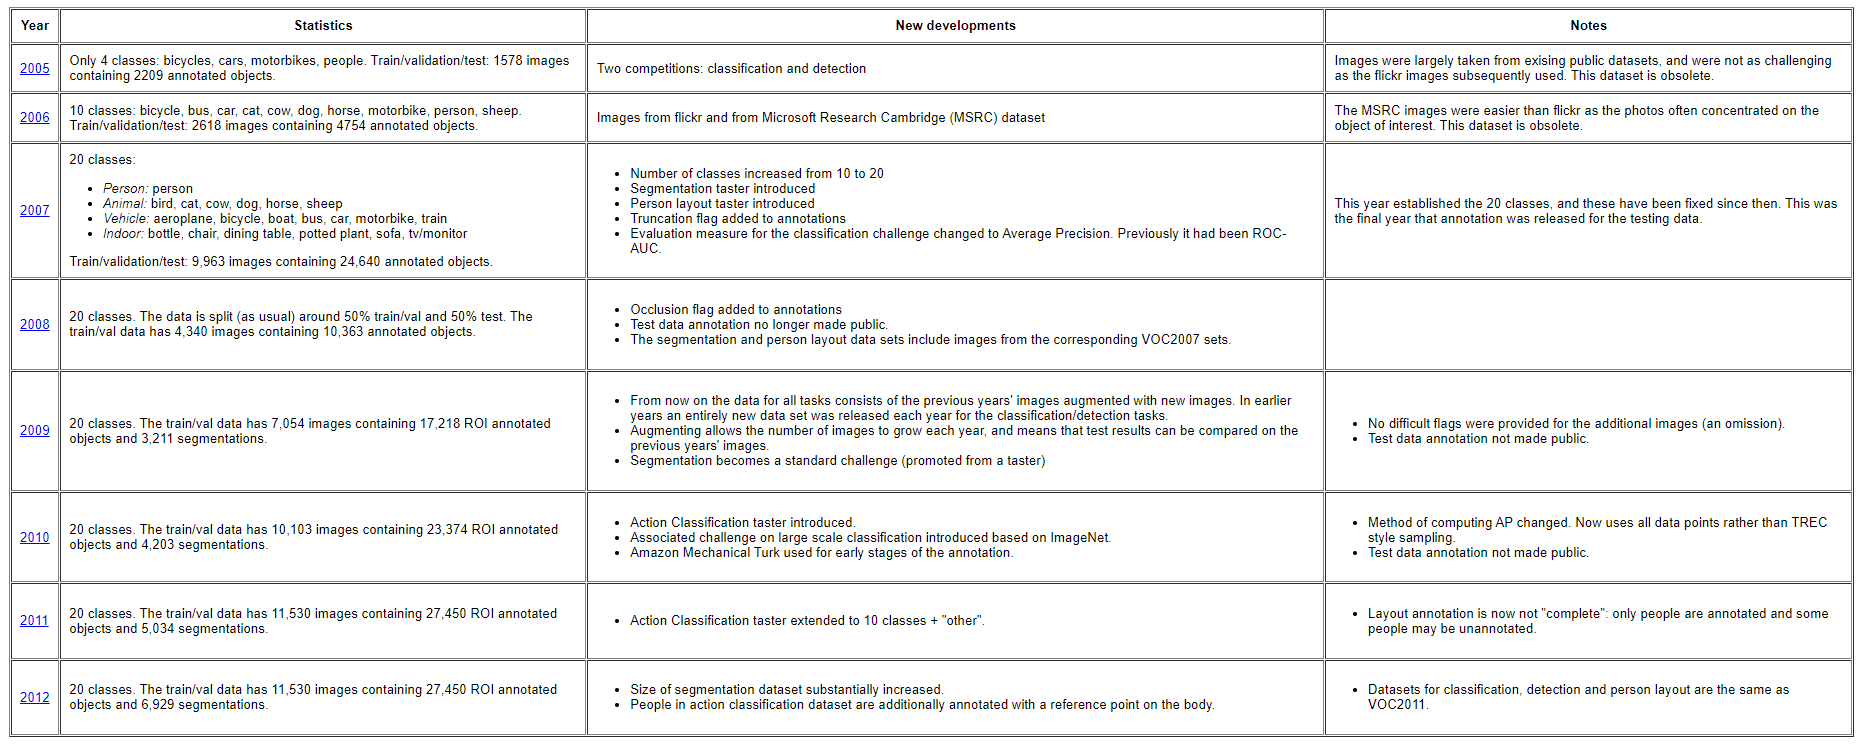 Year Statistics New developments Notes
2005
Only 4 classes: bicycles, cars, motorbikes, people. Train/validation/test: 1578 images
containing 2209 annotated objects.
Two competitions: classification and detection
Images were largely taken from exising public datasets, and were not as challenging
as the flickr images subsequently used. This dataset is obsolete.
2006
10 classes: bicycle, bus, car, cat, cow, dog, horse, motorbike, person, sheep.
Train/validation/test: 2618 images containing 4754 annotated objects.
Images from flickr and from Microsoft Research Cambridge (MSRC) dataset
The MSRC images were easier than flickr as the photos often concentrated on the
object of interest. This dataset is obsolete.
2007
20 classes:
• Person: person
• Animal: bird, cat, cow, dog, horse, sheep
• Vehicle: aeroplane, bicycle, boat, bus, car, motorbike, train
• Indoor: bottle, chair, dining table, potted plant, sofa, tv/monitor
Train/validation/test: 9,963 images containing 24,640 annotated objects.
• Number of classes increased from 10 to 20
• Segmentation taster introduced
• Person layout taster introduced
• Truncation flag added to annotations
• Evaluation measure for the classification challenge changed to Average Precision. Previously it had been ROC-
AUC.
This year established the 20 classes, and these have been fixed since then. This was
the final year that annotation was released for the testing data.
2008
20 classes. The data is split (as usual) around 50% train/val and 50% test. The
train/val data has 4,340 images containing 10,363 annotated objects.
• Occlusion flag added to annotations
• Test data annotation no longer made public.
• The segmentation and person layout data sets include images from the corresponding VOC2007 sets.
2009
20 classes. The train/val data has 7,054 images containing 17,218 ROI annotated
objects and 3,211 segmentations.
• From now on the data for all tasks consists of the previous years' images augmented with new images. In earlier
years an entirely new data set was released each year for the classification/detection tasks.
• Augmenting allows the number of images to grow each year, and means that test results can be compared on the
previous years' images.
• Segmentation becomes a standard challenge (promoted from a taster)
• No difficult flags were provided for the additional images (an omission).
• Test data annotation not made public.
2010
20 classes. The train/val data has 10,103 images containing 23,374 ROI annotated
objects and 4,203 segmentations.
• Action Classification taster introduced.
• Associated challenge on large scale classification introduced based on ImageNet.
• Amazon Mechanical Turk used for early stages of the annotation.
• Method of computing AP changed. Now uses all data points rather than TREC
style sampling.
• Test data annotation not made public.
2011
20 classes. The train/val data has 11,530 images containing 27,450 ROI annotated
objects and 5,034 segmentations.
• Action Classification taster extended to 10 classes + "other".
• Layout annotation is now not "complete": only people are annotated and some
people may be unannotated.
2012
20 classes. The train/val data has 11,530 images containing 27,450 ROI annotated
objects and 6,929 segmentations.
• Size of segmentation dataset substantially increased.
• People in action classification dataset are additionally annotated with a reference point on the body.
• Datasets for classification, detection and person layout are the same as
VOC2011.